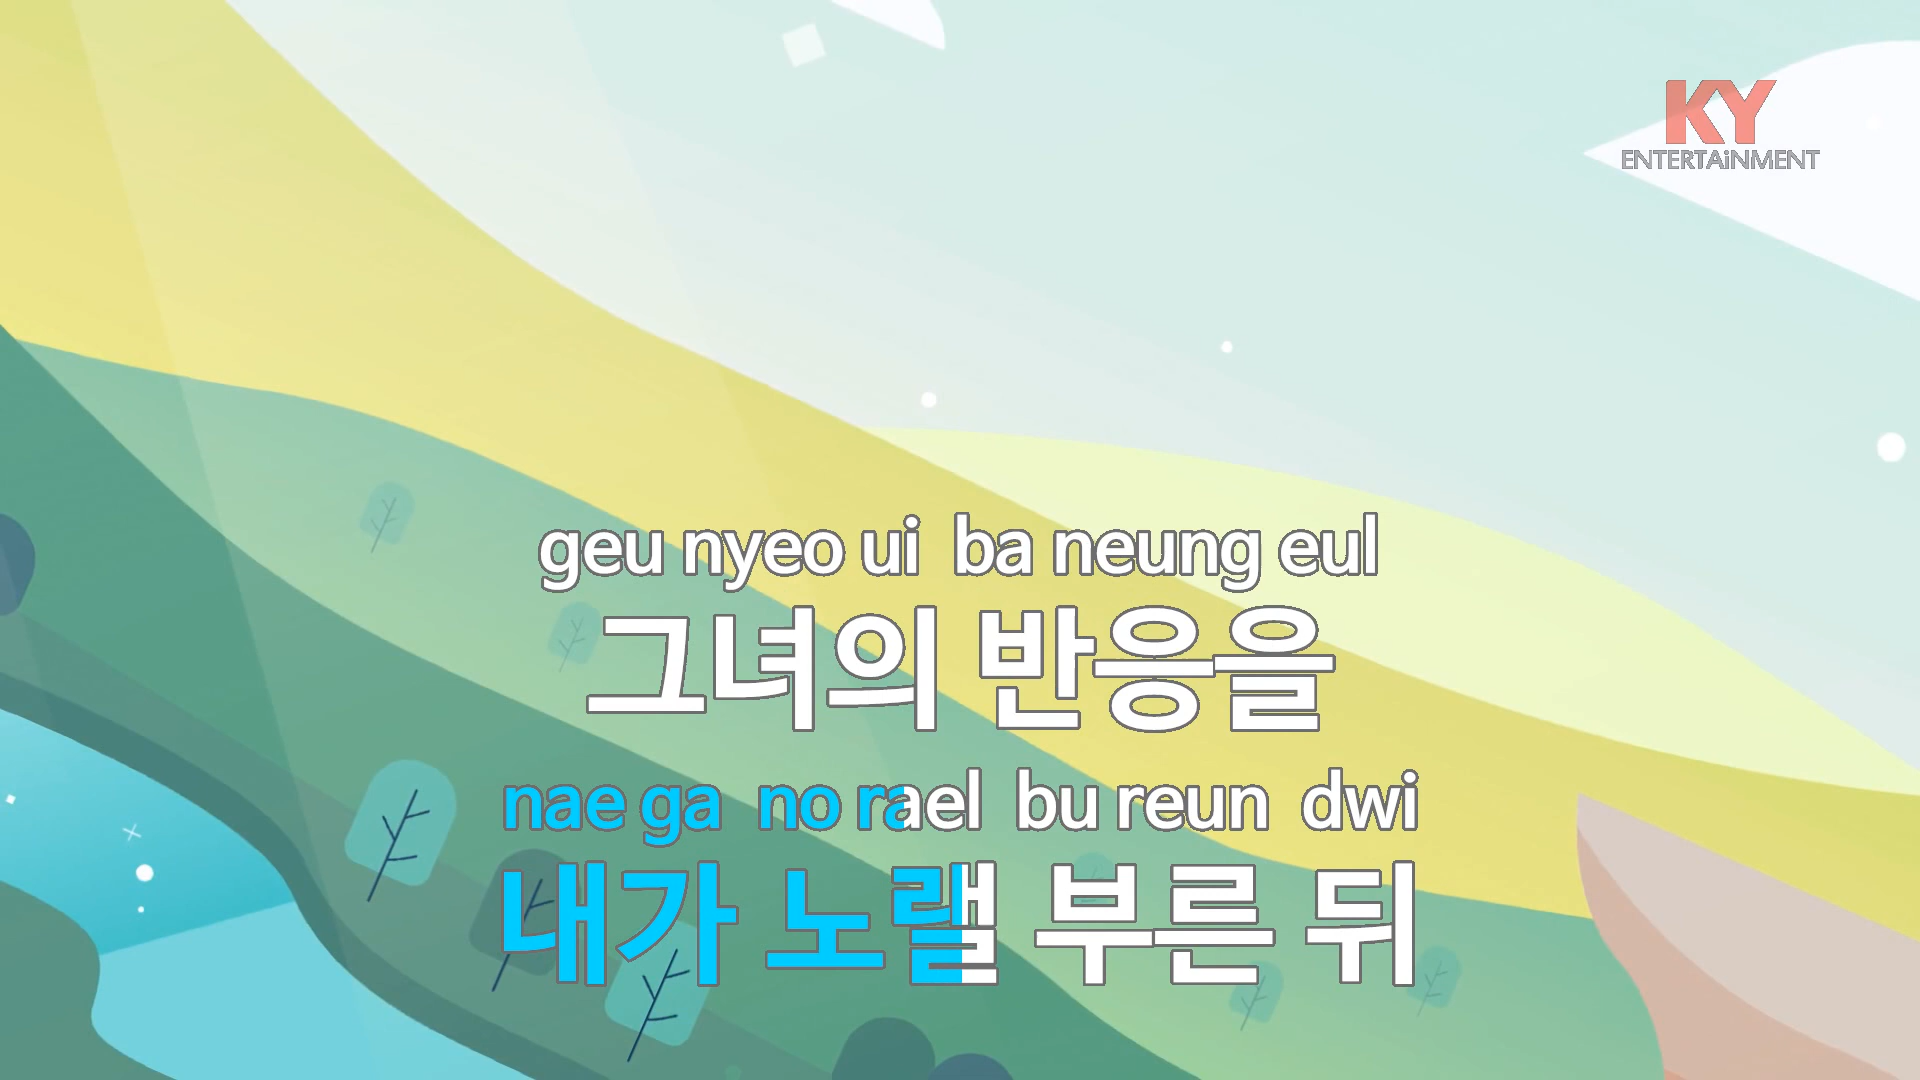 KY
ENTERTAiNMENT
geu nyeo ui ba neung eul
그녀의 반응을
nae ga no rael bu reun dwi
내가 노랠 부른 뒤